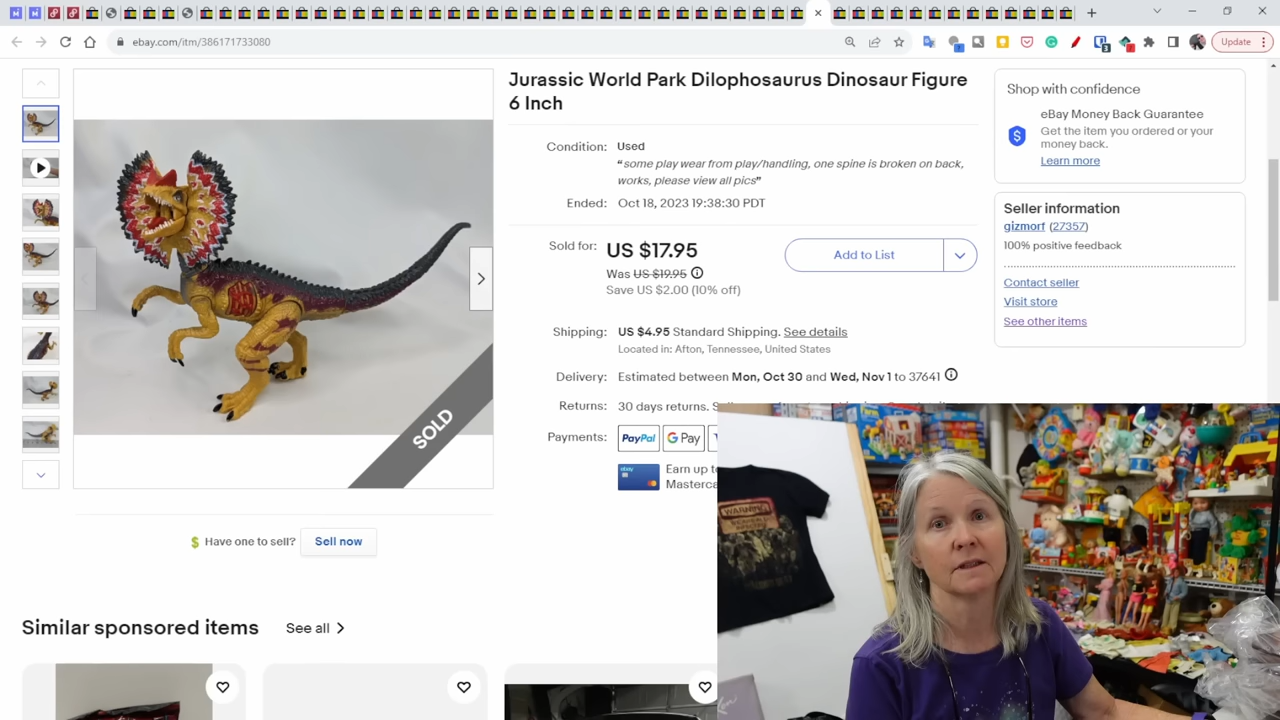 Update
ebay.com/itm/386171733080
Jurassic World Park Dilophosaurus Dinosaur Figure
6 Inch
Condition: Used
“some play wear from play/handling, one spine is broken on back,
works, please view all pics”
Ended: Oct 18, 2023 19:38:30 PDT
Sold for: US $17.95
Was US $19.95
Save US $2.00 (10% off)
Add to List
Shipping: US $4.95 Standard Shipping. See details
Located in: Afton, Tennessee, United States
Delivery: Estimated between Mon, Oct 30 and Wed, Nov 1 to 37641
Returns: 30 days returns.
Payments: PayPal G Pay
ebay
Earn up to
SOLD
Shop with confidence
eBay Money Back Guarantee
Get the item you ordered or your
money back.
Learn more
Seller information
gizmorf (27357)
100% positive feedback
Contact seller
Visit store
See other items
Have one to sell? Sell now
Similar sponsored items See all
WARNING